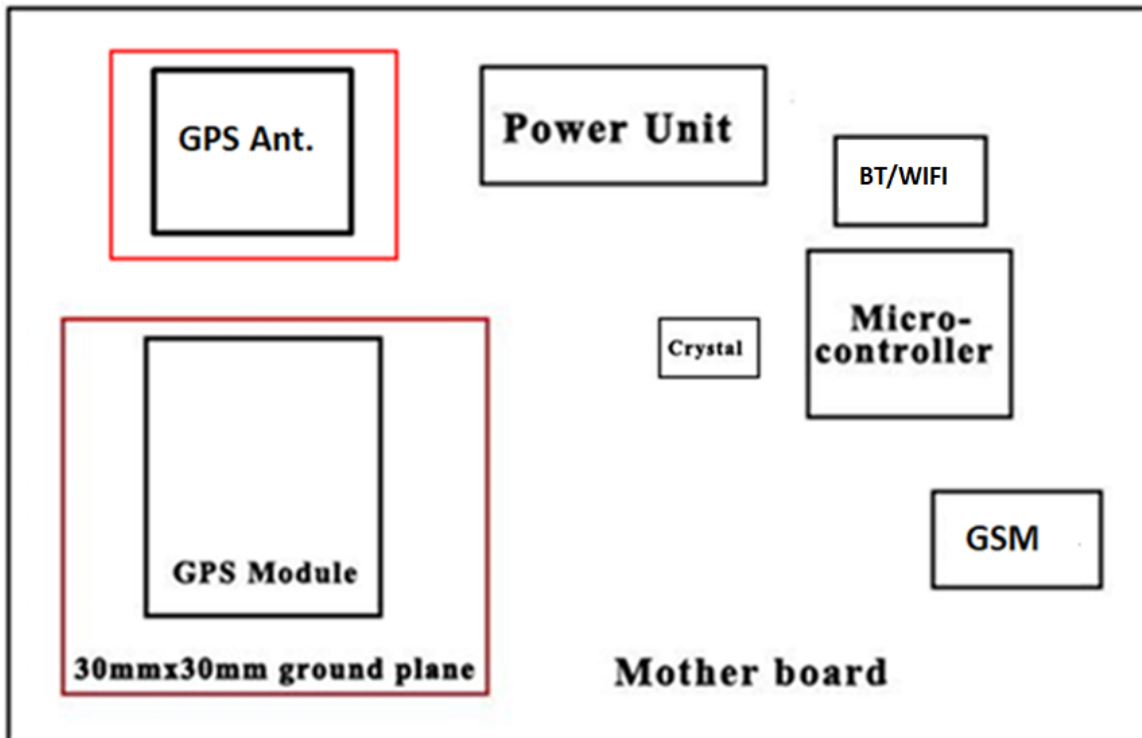 GPS Ant.
Power Unit
BT/WIFI
Micro-
controller
Crystal
GSM
GPS Module
30mmx30mm ground plane
Mother board